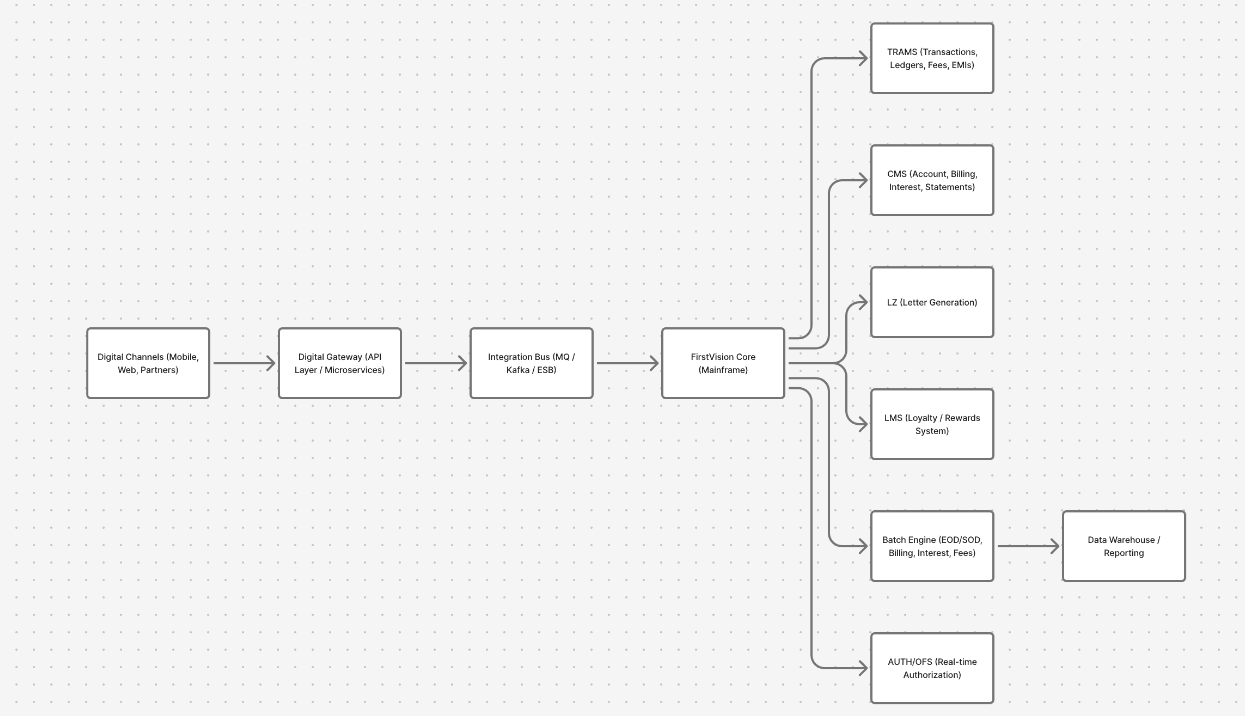 TRAMS (Transactions,
Ledgers, Fees, EMIs)
CMS (Account, Billing,
Interest, Statements)
LZ (Letter Generation)
Digital Channels (Mobile,
Web, Partners)
Digital Gateway (API
Layer / Microservices)
Integration Bus (MQ /
Kafka / ESB)
FirstVision Core
(Mainframe)
LMS (Loyalty / Rewards
System)
Batch Engine (EOD/SOD,
Billing, Interest, Fees)
Data Warehouse /
Reporting
AUTH/OFS (Real-time
Authorization)